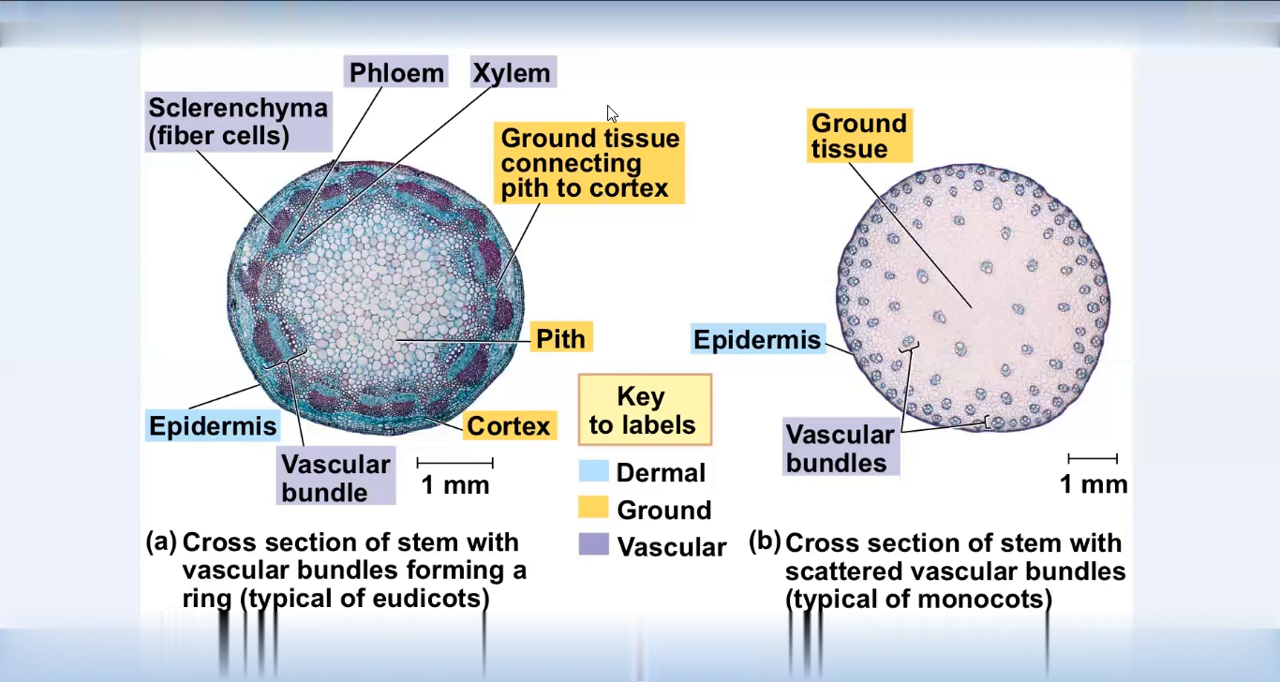 Phloem
Xylem
Sclerenchyma
(fiber cells)
Ground tissue
connecting
pith to cortex
Pith
Epidermis
Cortex
Vascular
bundle
1 mm
(a) Cross section of stem with
vascular bundles forming a
ring (typical of eudicots)
Key
to labels
Dermal
Ground
Vascular
Ground
tissue
Epidermis
Vascular
bundles
1 mm
(b) Cross section of stem with
scattered vascular bundles
(typical of monocots)